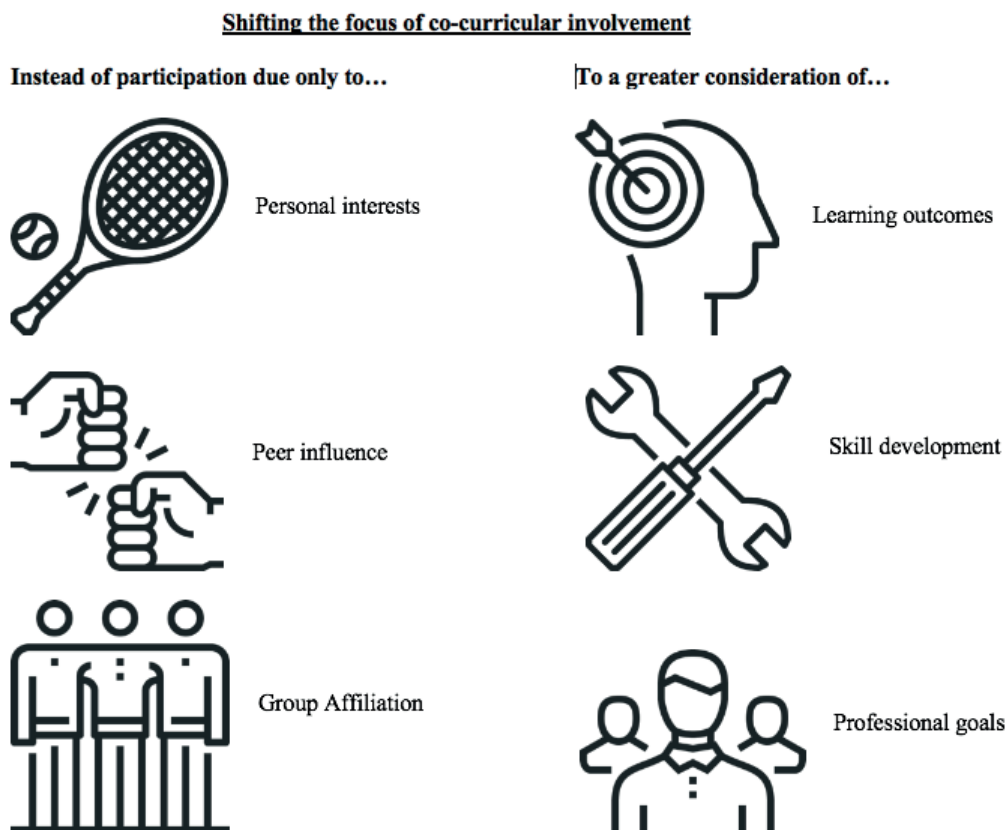 Shifting the focus of co-curricular involvement
Instead of participation due only to…
To a greater consideration of…
Personal interests
Learning outcomes
Peer influence
Skill development
Group Affiliation
Professional goals